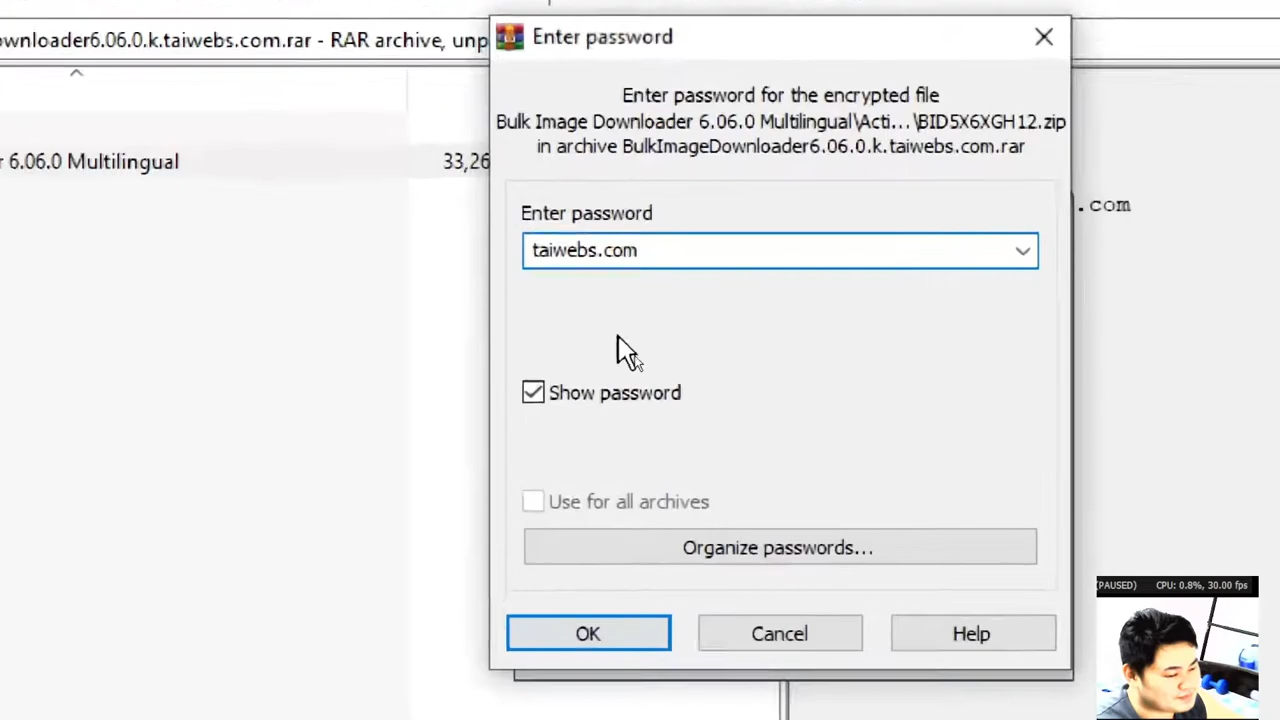 ownloader6.06.0.k.taiwebs.com.rar - RAR archive, unp
Enter password
Enter password for the encrypted file
Bulk Image Downloader 6.06.0 Multilingual\Acti...\BID5X6XGH12.zip
in archive BulkImageDownloader6.06.0.k.taiwebs.com.rar
r 6.06.0 Multilingual 33,26
.com
Enter password
taiwebs.com
Show password
Use for all archives
Organize passwords...
OK Cancel Help
(PAUSED) CPU: 0.8%, 30.00 fps